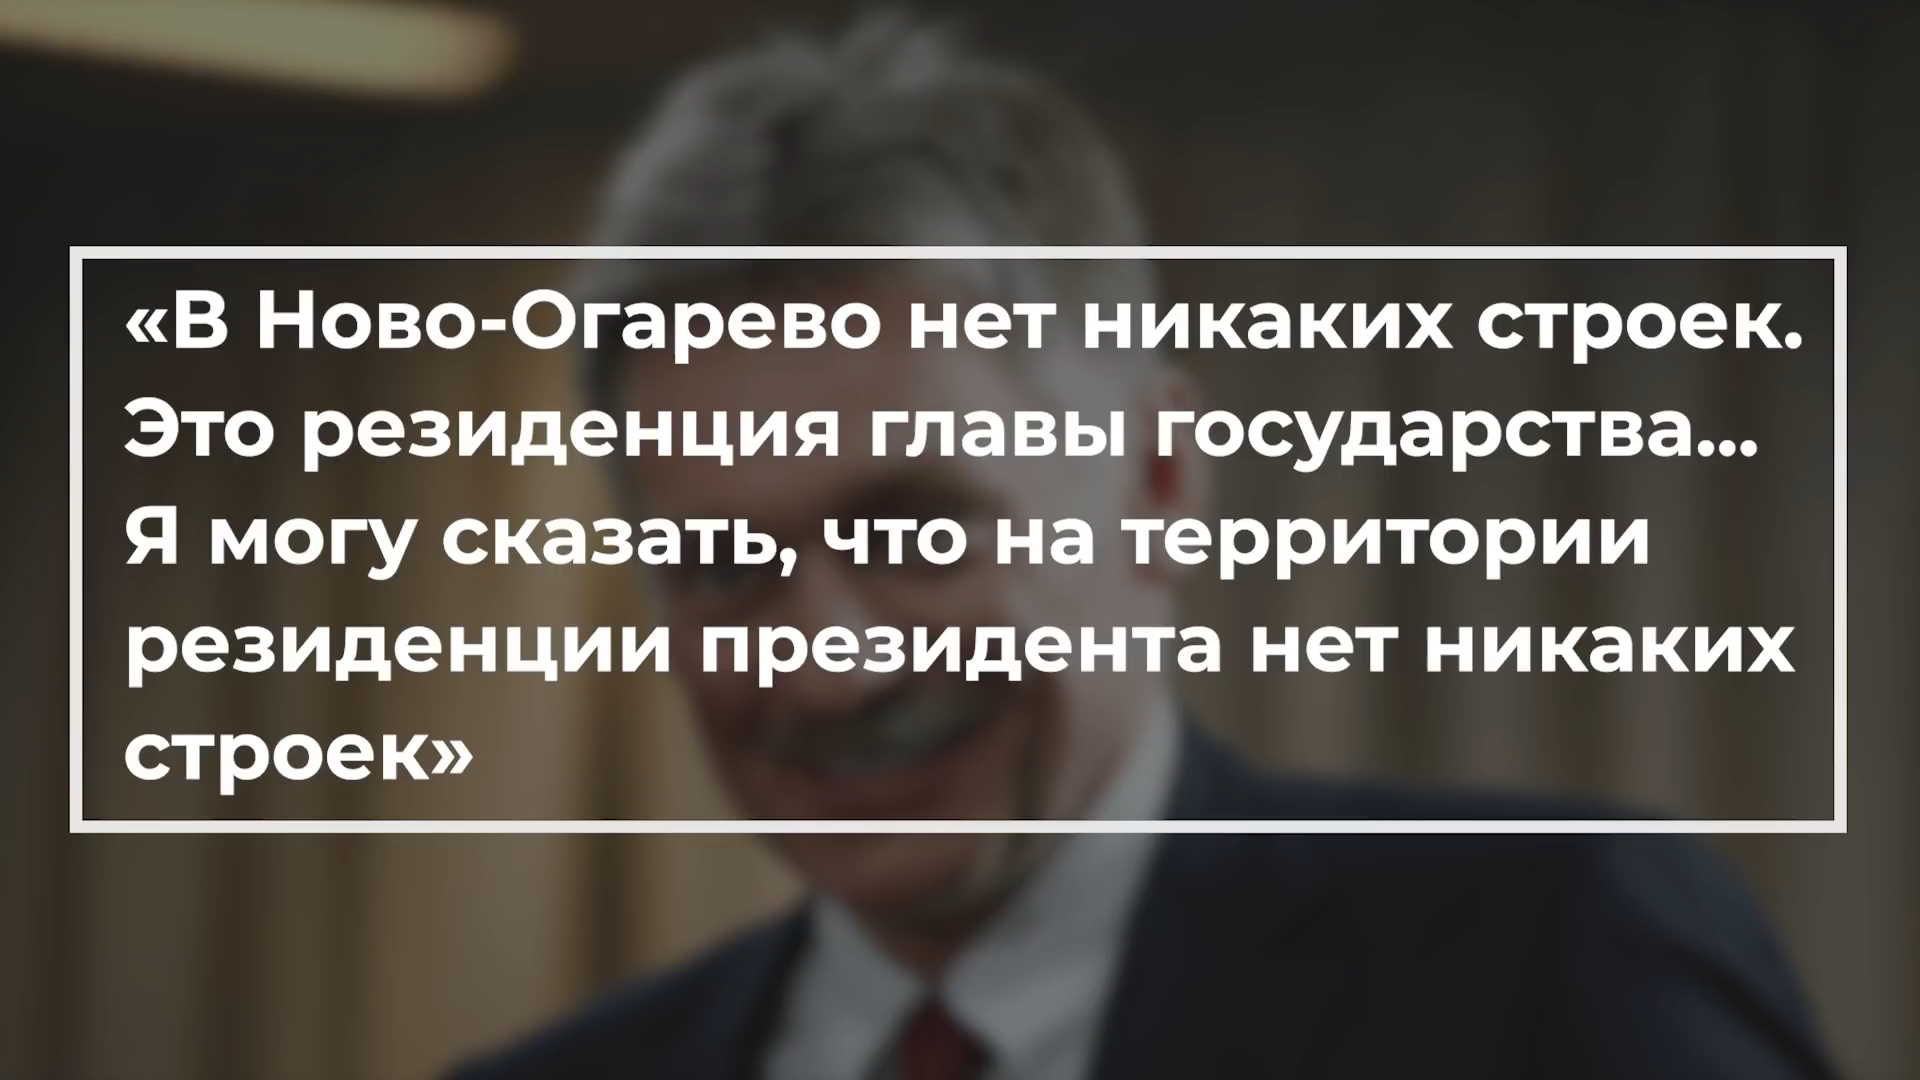 «В Ново-Огарево нет никаких строек.
Это резиденция главы государства...
Я могу сказать, что на территории
резиденции президента нет никаких
строек»